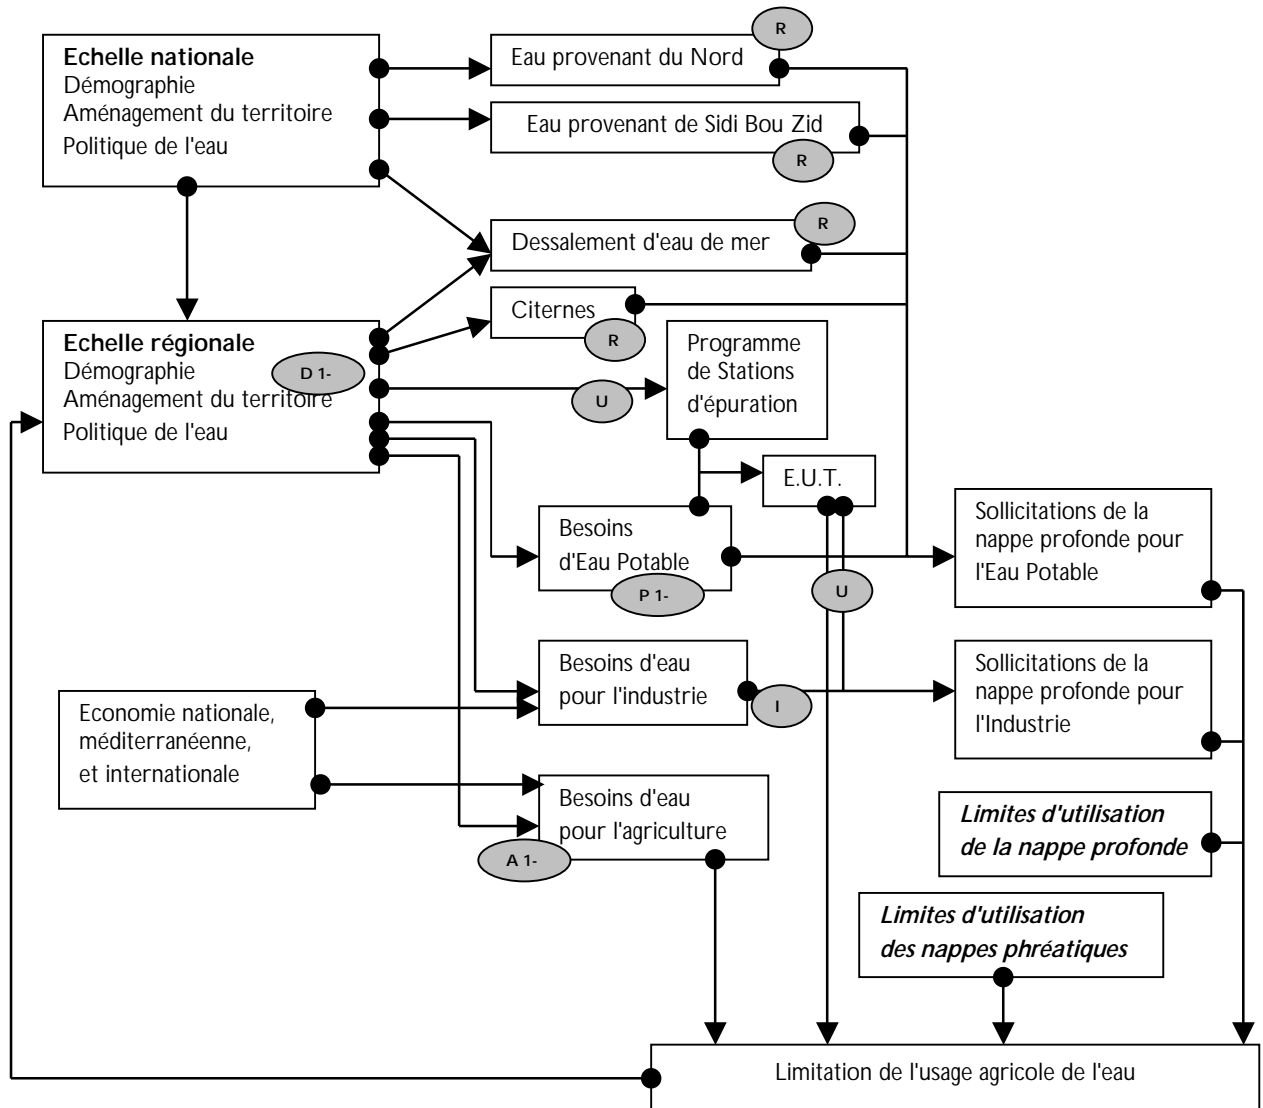 Echelle nationale
Démographie
Aménagement du territoire
Politique de l'eau
R
Eau provenant du Nord
Eau provenant de Sidi Bou Zid
R
R
Dessalement d'eau de mer
Citernes
R
Echelle régionale
Démographie
D 1-
Aménagement du territoire
Politique de l'eau
U
Programme
de Stations
d'épuration
E.U.T.
Besoins
d'Eau Potable
P 1-
U
Sollicitations de la
nappe profonde pour
l'Eau Potable
Besoins d'eau
pour l'industrie
I
Sollicitations de la
nappe profonde pour
l'Industrie
Economie nationale,
méditerranéenne,
et internationale
Besoins d'eau
pour l'agriculture
A 1-
Limites d'utilisation
de la nappe profonde
Limites d'utilisation
des nappes phréatiques
Limitation de l'usage agricole de l'eau